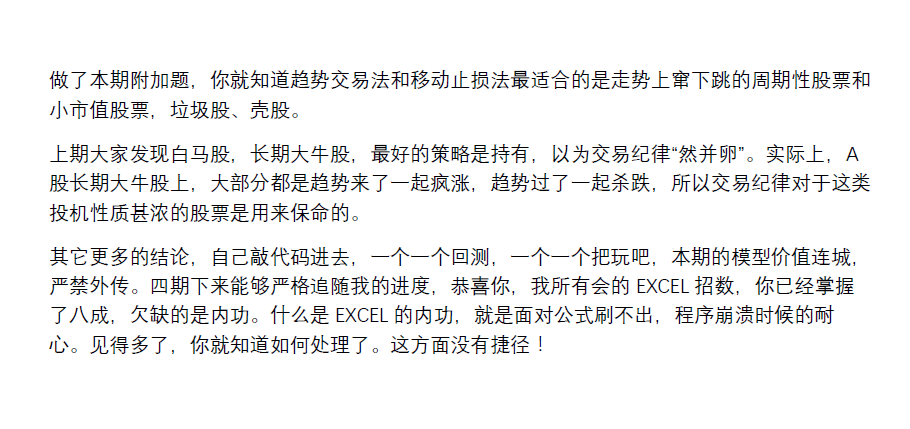 做了本期附加题，你就知道趋势交易法和移动止损法最适合的是走势上窜下跳的周期性股票和
小市值股票，垃圾股、壳股。
上期大家发现白马股，长期大牛股，最好的策略是持有，以为交易纪律“然并卵”。实际上，A
股长期大牛股上，大部分都是趋势来了一起疯涨，趋势过了一起杀跌，所以交易纪律对于这类
投机性质甚浓的股票是用来保命的。
其它更多的结论，自己敲代码进去，一个一个回测，一个一个把玩吧，本期的模型价值连城，
严禁外传。四期下来能够严格追随我的进度，恭喜你，我所有会的 EXCEL 招数，你已经掌握
了八成，欠缺的是内功。什么是 EXCEL 的内功，就是面对公式刷不出，程序崩溃时候的耐
心。见得多了，你就知道如何处理了。这方面没有捷径！